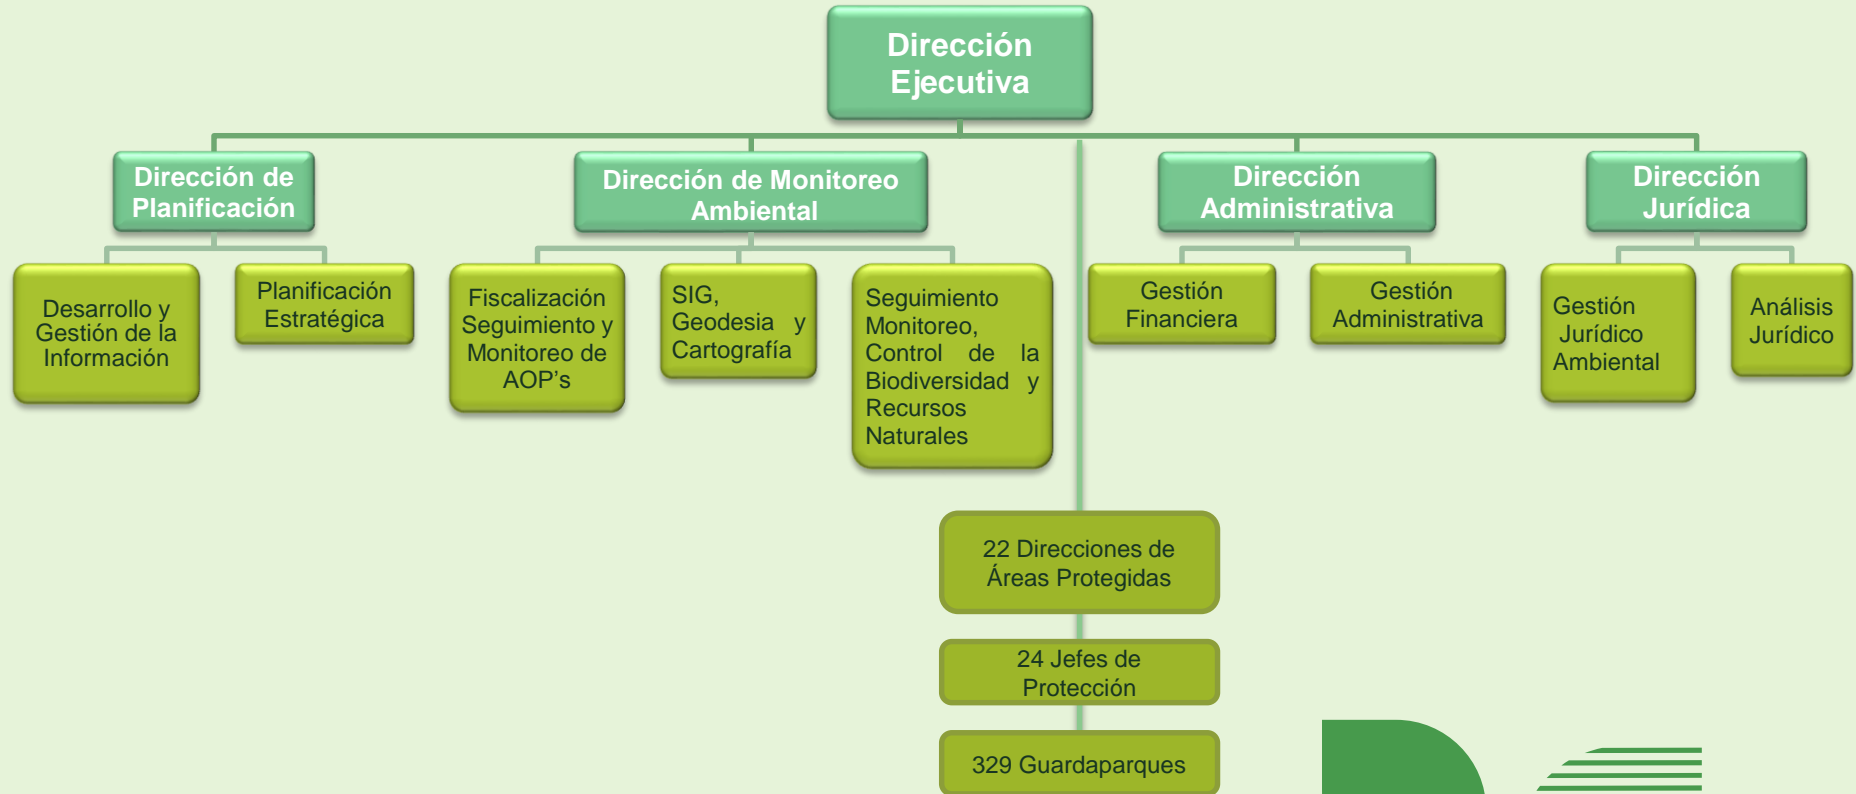 Dirección
Ejecutiva
Dirección de
Planificación
Dirección de Monitoreo
Ambiental
Dirección
Administrativa
Dirección
Jurídica
Desarrollo y
Gestión de la
Información
Planificación
Estratégica
Fiscalización
Seguimiento y
Monitoreo de
AOP's
SIG,
Geodesia y
Cartografía
Seguimiento
Monitoreo,
Control de la
Biodiversidad y
Recursos
Naturales
Gestión
Financiera
Gestión
Administrativa
Gestión
Jurídico
Ambiental
Análisis
Jurídico
22 Direcciones de
Áreas Protegidas
24 Jefes de
Protección
329 Guardaparques